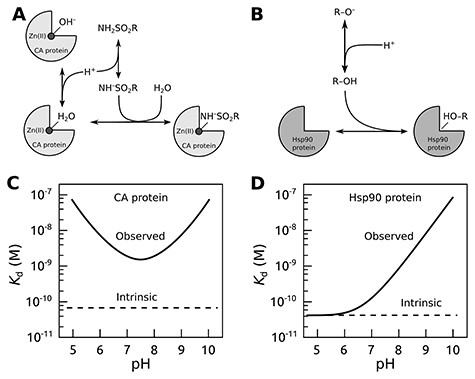 A
OH⁻
Zn(II)
CA protein
NH₂SO₂R
H⁺
H₂O
Zn(II)
CA protein
NH⁻SO₂R
H₂O
NH⁻SO₂R
Zn(II)
CA protein
B
R–O⁻
H⁺
R–OH
Hsp90
protein
HO–R
Hsp90
protein
C
CA protein
Observed
Intrinsic
Kd (M)
10⁻⁷
10⁻⁸
10⁻⁹
10⁻¹⁰
10⁻¹¹
5 6 7 8 9 10
pH
D
Hsp90 protein
Observed
Intrinsic
Kd (M)
10⁻⁷
10⁻⁸
10⁻⁹
10⁻¹⁰
10⁻¹¹
5 6 7 8 9 10
pH